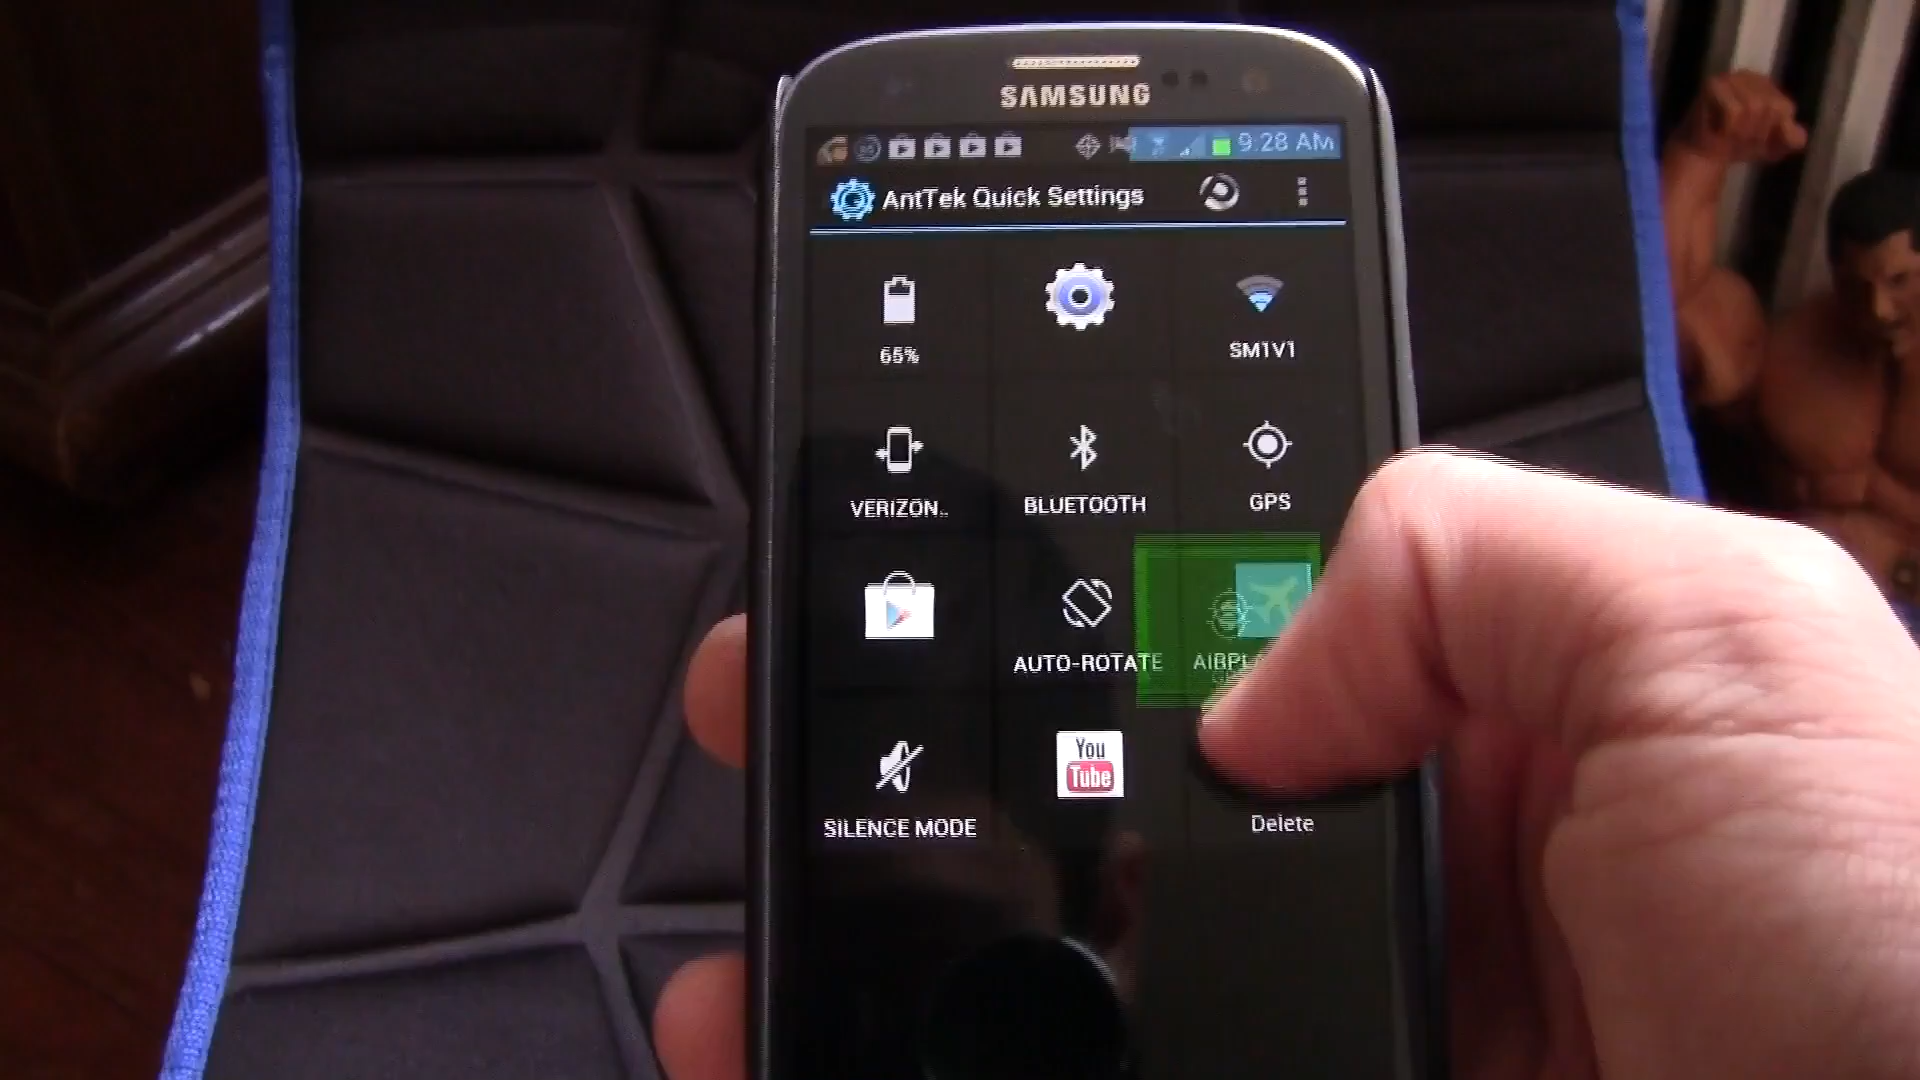 SAMSUNG
9:28 AM
AntTek Quick Settings
65%
SM1V1
VERIZON..
BLUETOOTH
GPS
AUTO-ROTATE
AIRPL
You
Tube
SILENCE MODE
Delete